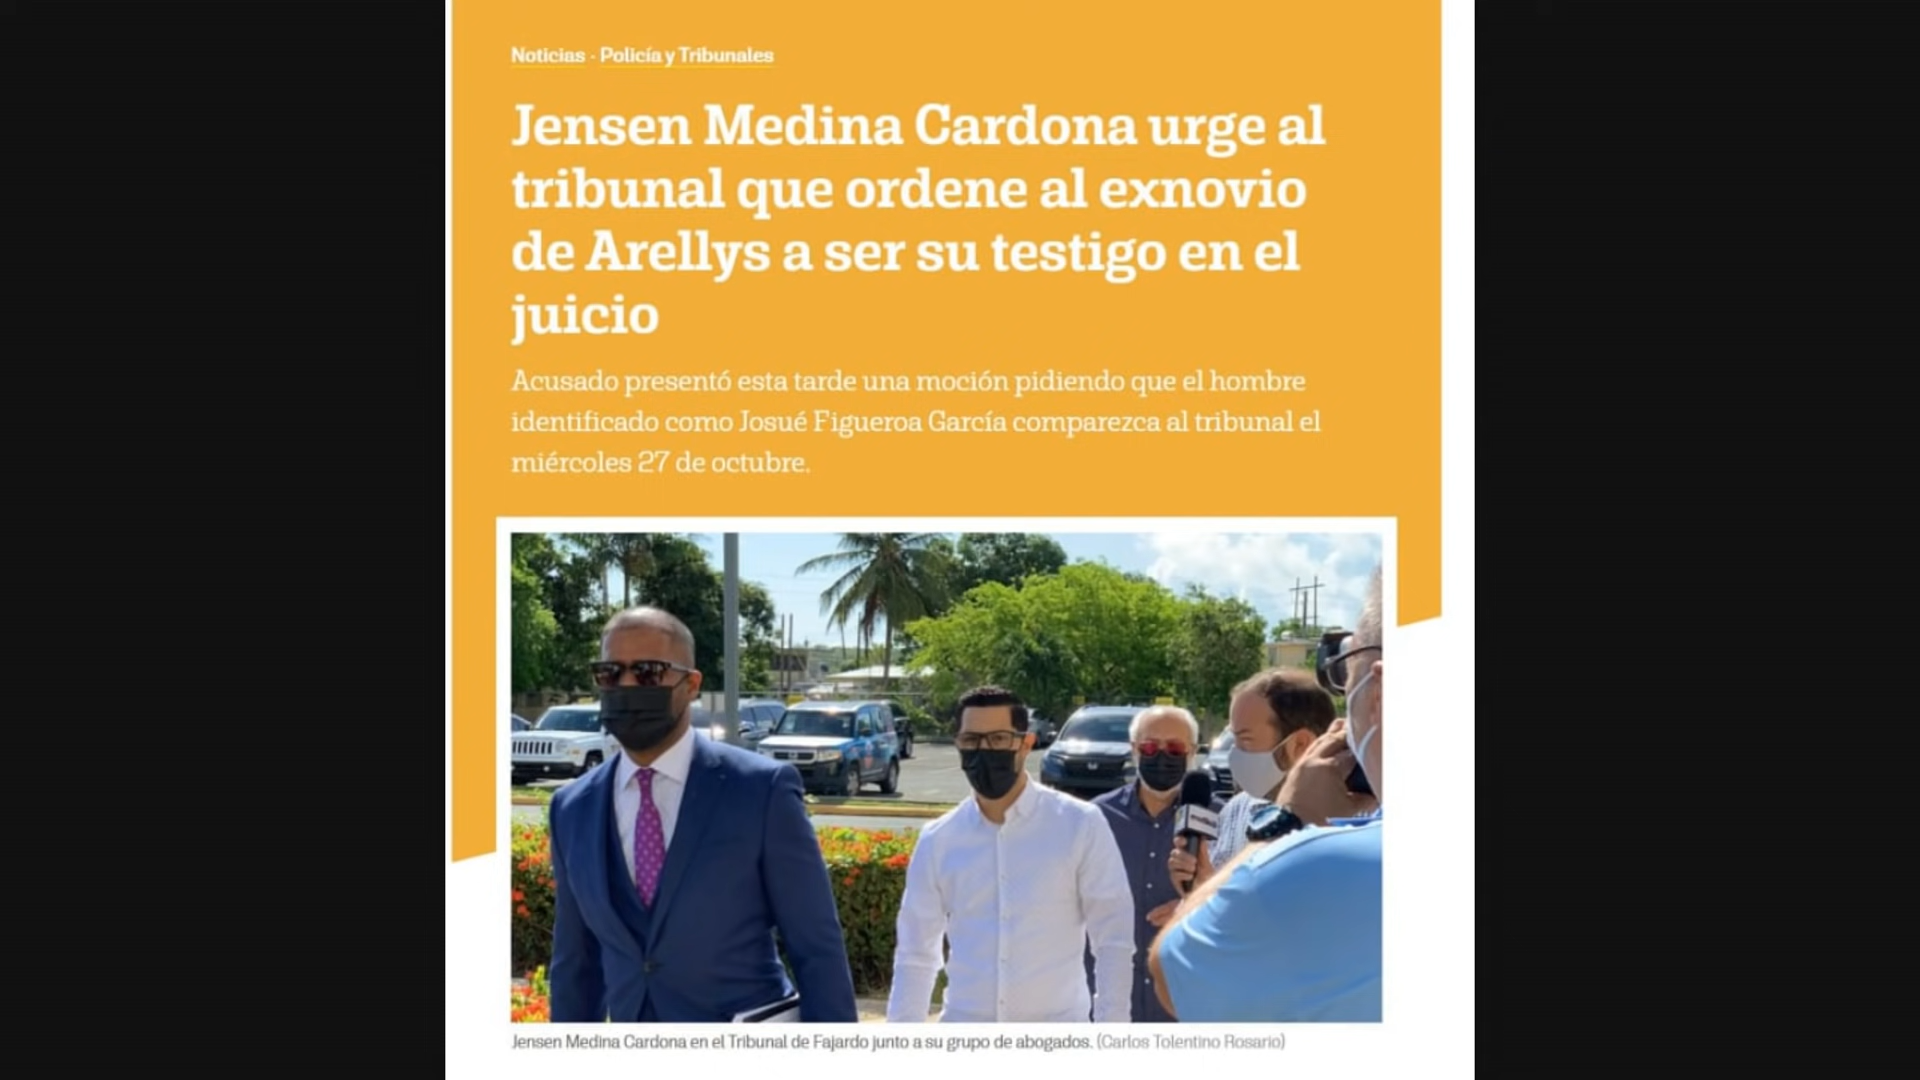 Noticias · Policía y Tribunales
Jensen Medina Cardona urge al
tribunal que ordene al exnovio
de Arellys a ser su testigo en el
juicio
Acusado presentó esta tarde una moción pidiendo que el hombre
identificado como Josué Figueroa García comparezca al tribunal el
miércoles 27 de octubre.
Jensen Medina Cardona en el Tribunal de Fajardo junto a su grupo de abogados. (Carlos Tolentino Rosario)